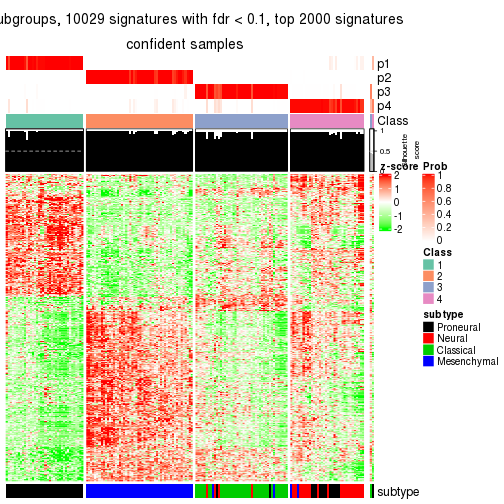 ubgroups, 10029 signatures with fdr < 0.1, top 2000 signatures
confident samples
p1
p2
p3
p4
Class
1
0.5
0
silhouette
score
z-score
2
1
0
-1
-2
Prob
1
0.8
0.6
0.4
0.2
0
Class
1
2
3
4
subtype
Proneural
Neural
Classical
Mesenchymal
subtype